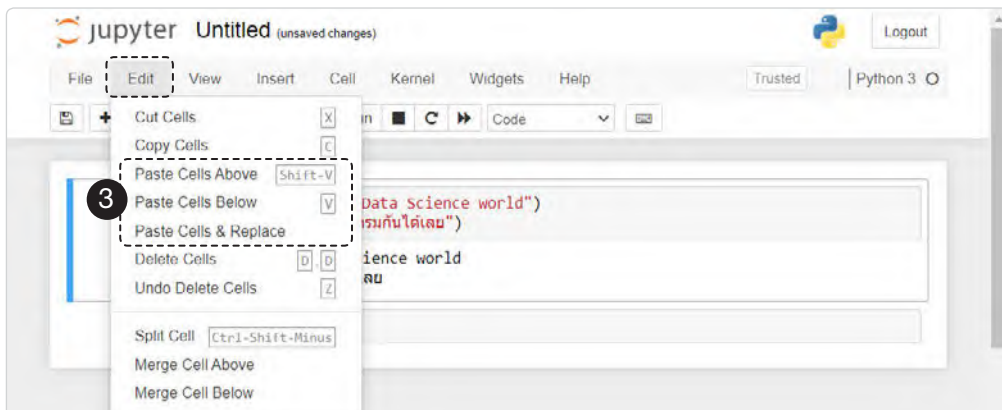 jupyter Untitled (unsaved changes) Logout
File Edit View Insert Cell Kernel Widgets Help Trusted Python 3
Code
Cut Cells X
Copy Cells C
Paste Cells Above Shift-V
3
Paste Cells Below V
Paste Cells & Replace
Delete Cells D , D
Undo Delete Cells Z
Split Cell Ctrl-Shift-Minus
Merge Cell Above
Merge Cell Below
Data Science world")
รมกันได้เลย")
ience world
ลย